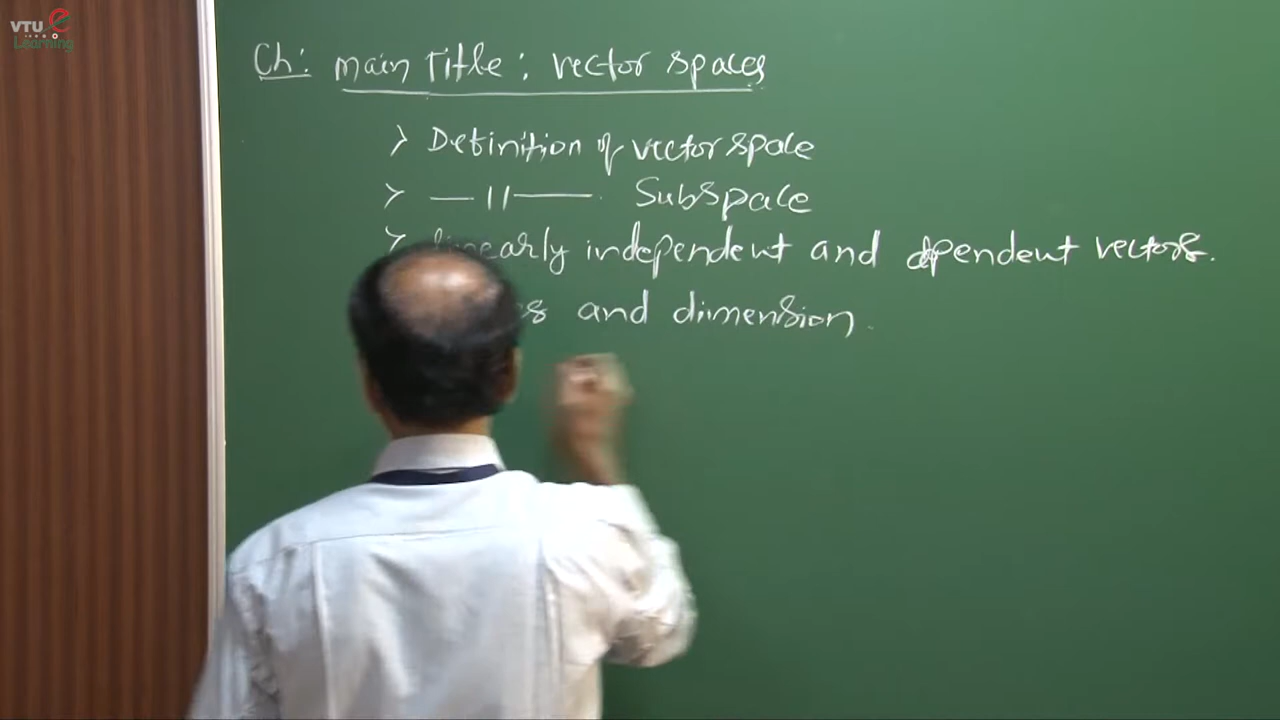 VTU e
Learning
Ch: main Title: vector spaces
> Definition of vector space
> —11— Subspace
> independent and dependent vectors.
and dimension.